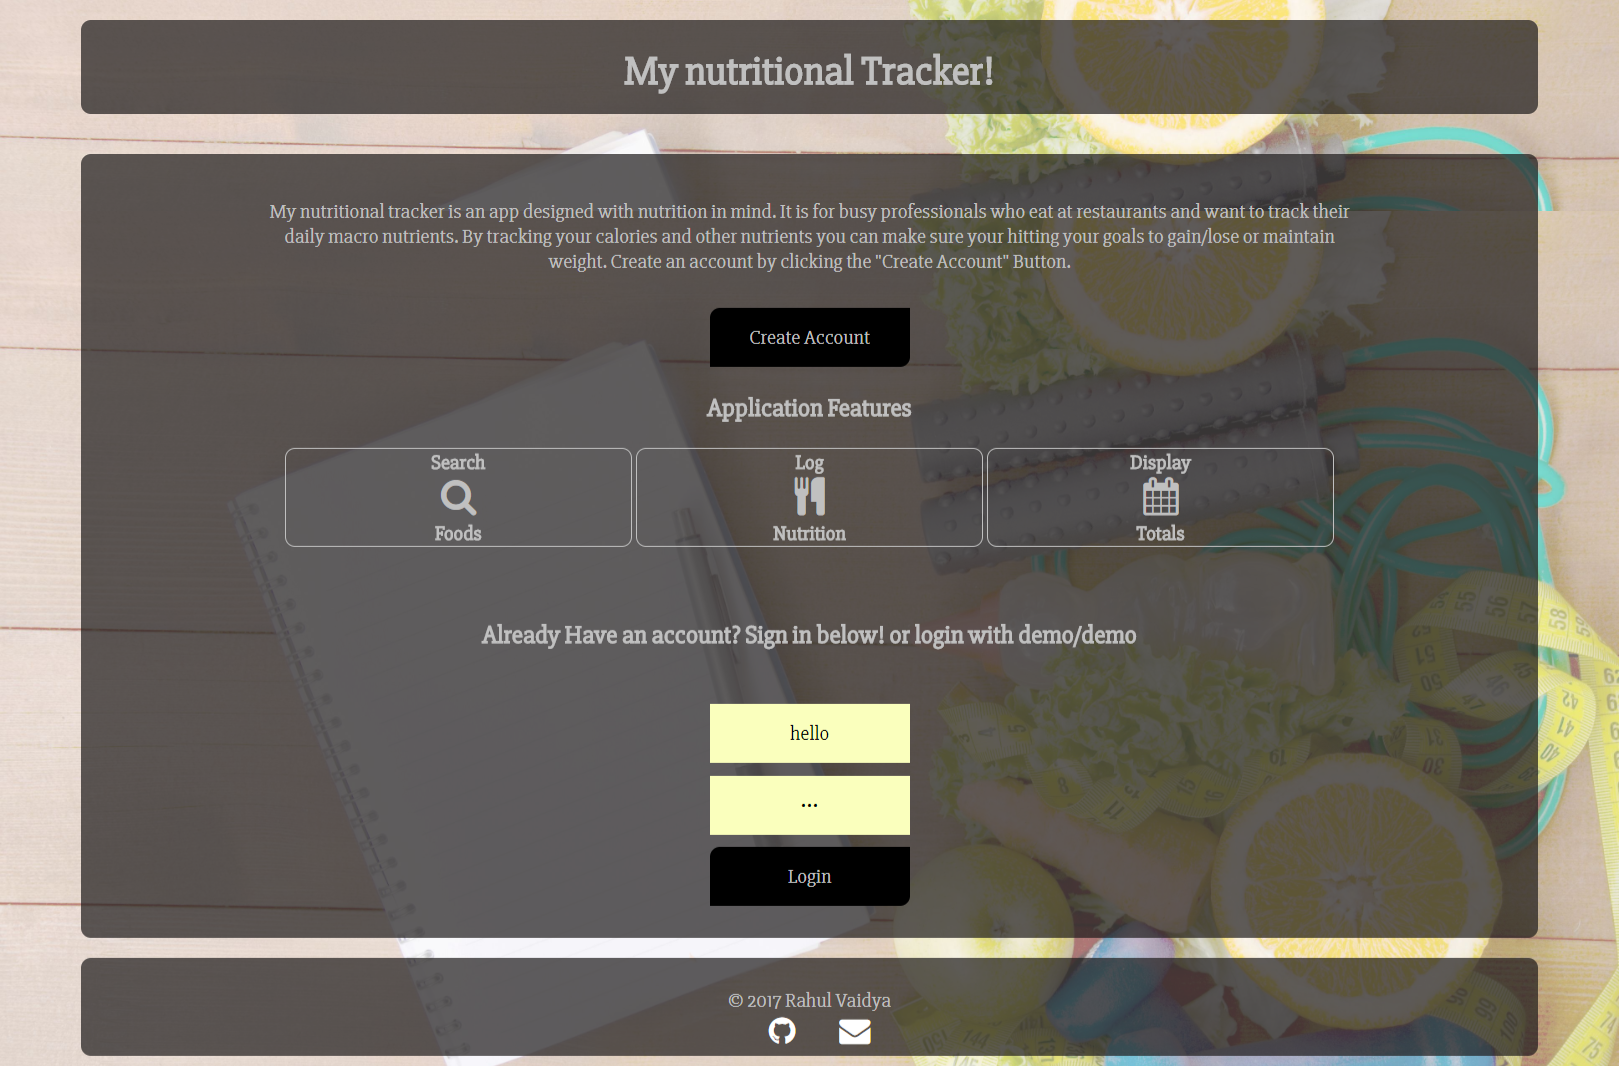 My nutritional Tracker!
My nutritional tracker is an app designed with nutrition in mind. It is for busy professionals who eat at restaurants and want to track their
daily macro nutrients. By tracking your calories and other nutrients you can make sure your hitting your goals to gain/lose or maintain
weight. Create an account by clicking the "Create Account" Button.
Create Account
Application Features
Search
Foods
Log
Nutrition
Display
Totals
Already Have an account? Sign in below! or login with demo/demo
hello
•••
Login
© 2017 Rahul Vaidya